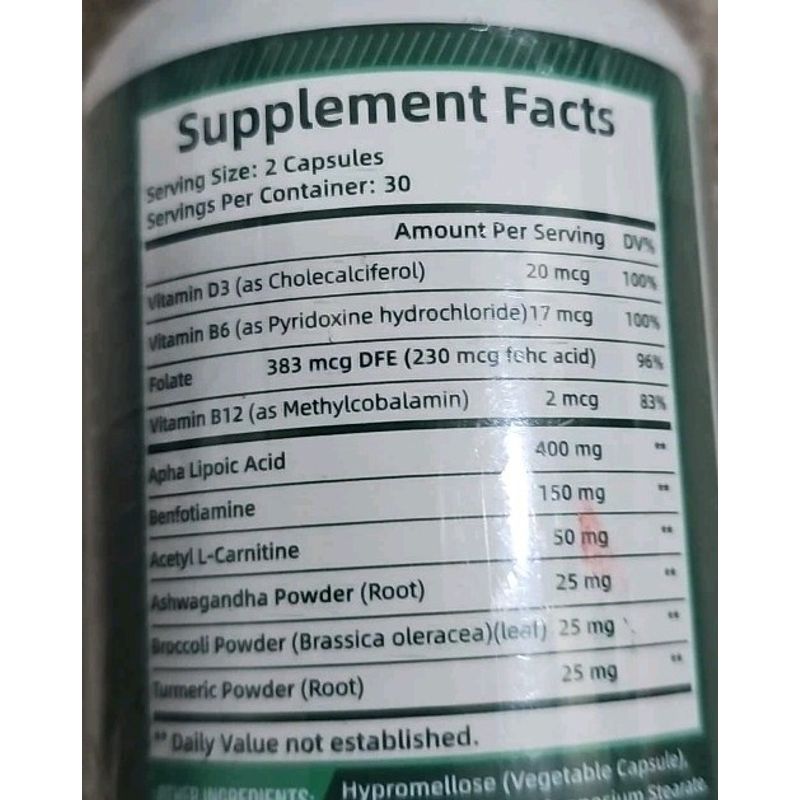 Supplement Facts
Serving Size: 2 Capsules
Servings Per Container: 30
Amount Per Serving DV%
Vitamin D3 (as Cholecalciferol) 20 mcg 100%
Vitamin B6 (as Pyridoxine hydrochloride) 17 mcg 100%
Folate 383 mcg DFE (230 mcg acid) 96%
Vitamin B12 (as Methylcobalamin) 2 mcg 83%
Apha Lipoic Acid 400 mg **
Benfotiamine 150 mg **
Acetyl L-Carnitine 50 mg **
Ashwagandha Powder (Root) 25 mg **
Broccoli Powder (Brassica oleracea)(leaf) 25 mg **
Turmeric Powder (Root) 25 mg **
** Daily Value not established.
OTHER INGREDIENTS: Hypromellose (Vegetable Capsule),
Stearate.